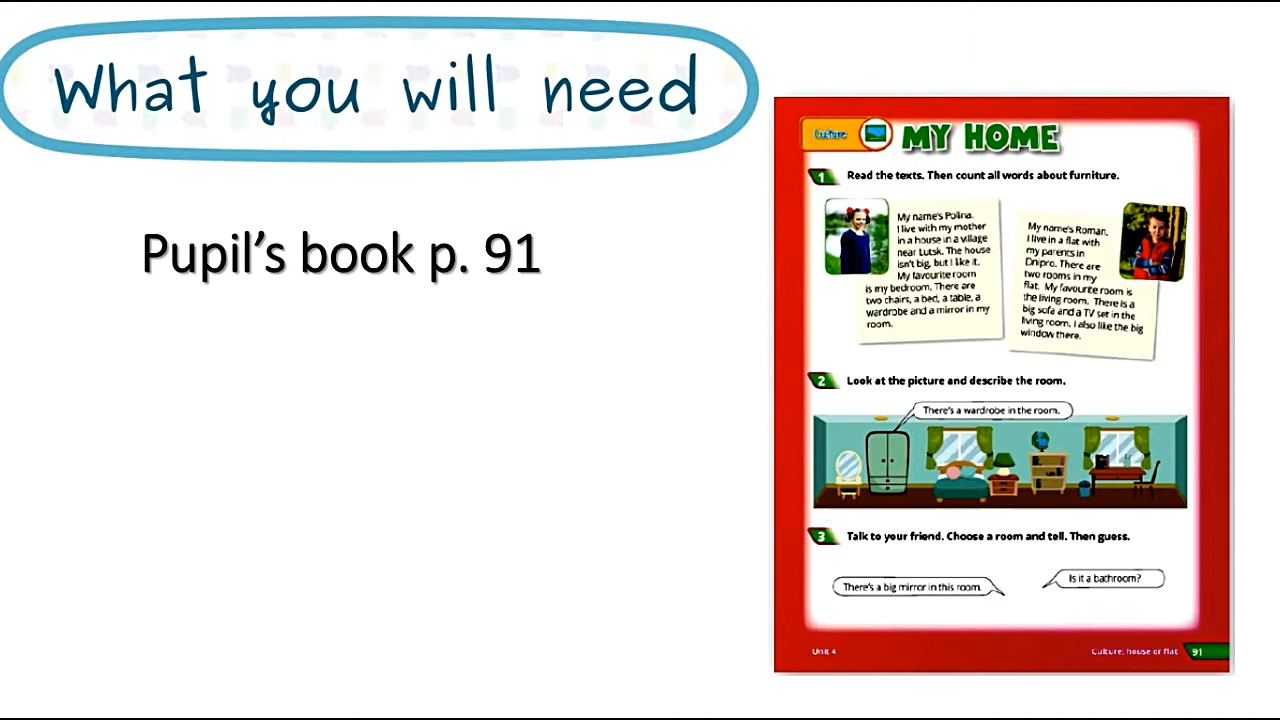 What you will need
Pupil's book p. 91
Culture
MY HOME
1 Read the texts. Then count all words about furniture.
My name's Polina.
I live with my mother
in a house in a village
near Lutsk. The house
isn't big, but I like it.
My favourite room
is my bedroom. There are
two chairs, a bed, a table, a
wardrobe and a mirror in my
room.
My name's Roman.
I live in a flat with
my parents in
Dnipro. There are
two rooms in my
flat. My favourite room is
the living room. There is a
big sofa and a TV set in the
living room. I also like the big
window there.
2 Look at the picture and describe the room.
There's a wardrobe in the room.
3 Talk to your friend. Choose a room and tell. Then guess.
There's a big mirror in this room.
Is it a bathroom?
Unit 4
Culture: house or flat 91